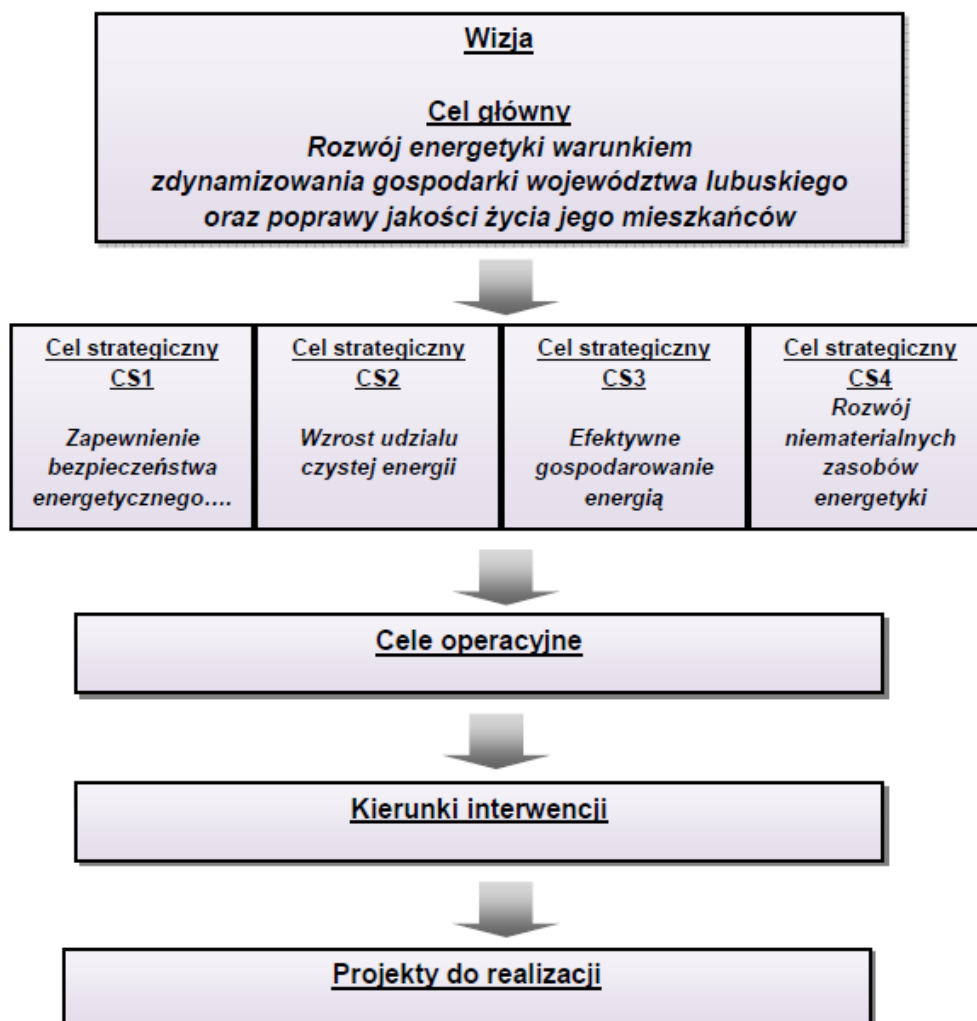 Wizja
Cel główny
Rozwój energetyki warunkiem
zdynamizowania gospodarki województwa lubuskiego
oraz poprawy jakości życia jego mieszkańców
Cel strategiczny
CS1
Zapewnienie
bezpieczeństwa
energetycznego....
Cel strategiczny
CS2
Wzrost udziału
czystej energii
Cel strategiczny
CS3
Efektywne
gospodarowanie
energią
Cel strategiczny
CS4
Rozwój
niematerialnych
zasobów
energetyki
Cele operacyjne
Kierunki interwencji
Projekty do realizacji